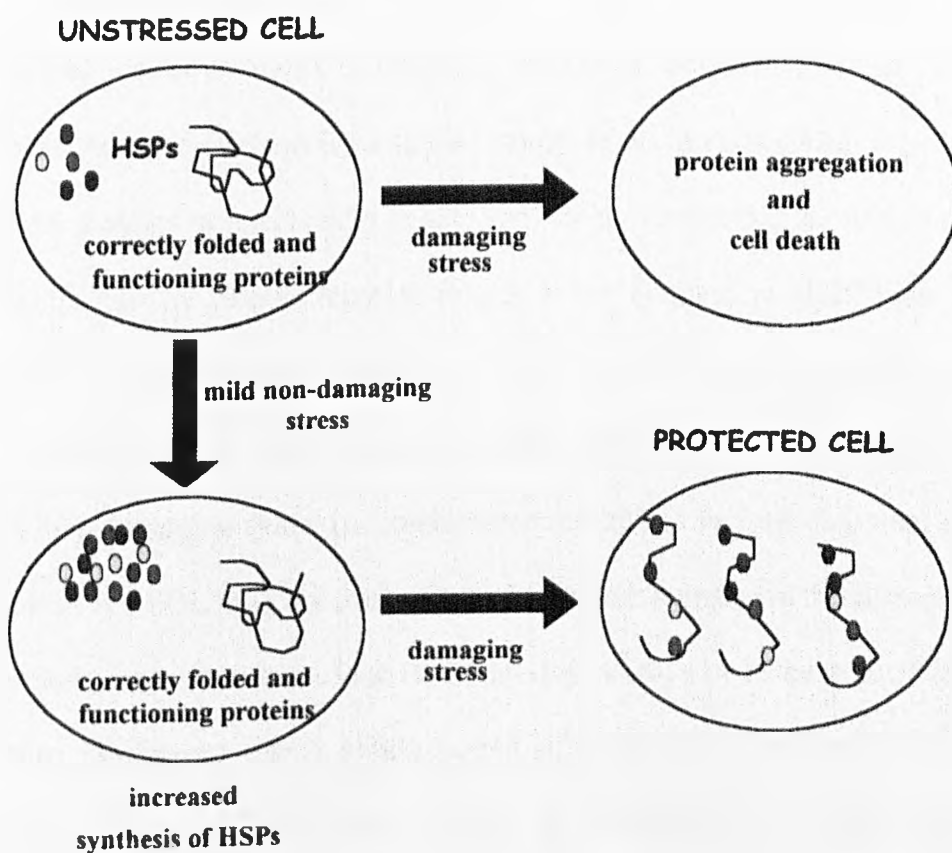 UNSTRESSED CELL
HSPs
correctly folded and
functioning proteins
damaging
stress
protein aggregation
and
cell death
mild non-damaging
stress
PROTECTED CELL
correctly folded and
functioning proteins
damaging
stress
increased
synthesis of HSPs